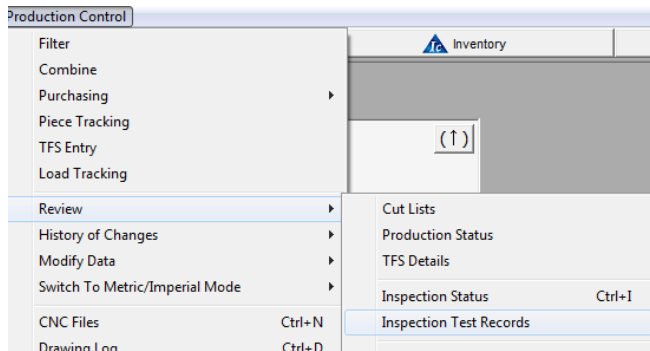 Production Control
Filter
Combine
Purchasing
Piece Tracking
TFS Entry
Load Tracking
Review
History of Changes
Modify Data
Switch To Metric/Imperial Mode
CNC Files Ctrl+N
Drawing Log Ctrl+D
Ic Inventory
(↑)
Cut Lists
Production Status
TFS Details
Inspection Status Ctrl+I
Inspection Test Records